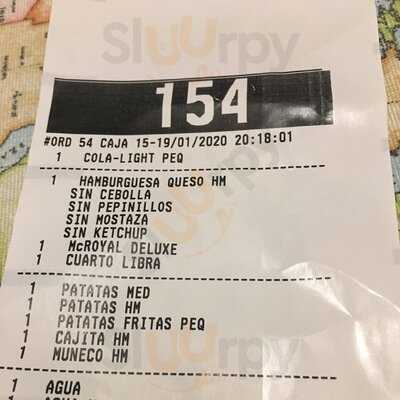 Sluurpy
154
#ORD 54 CAJA 15-19/01/2020 20:18:01
1 COLA-LIGHT PEQ
1 HAMBURGUESA QUESO HM
SIN CEBOLLA
SIN PEPINILLOS
SIN MOSTAZA
SIN KETCHUP
1 McROYAL DELUXE
1 CUARTO LIBRA
1 PATATAS MED
1 PATATAS HM
1 PATATAS FRITAS PEQ
1 CAJITA HM
1 MUNECO HM
1 AGUA